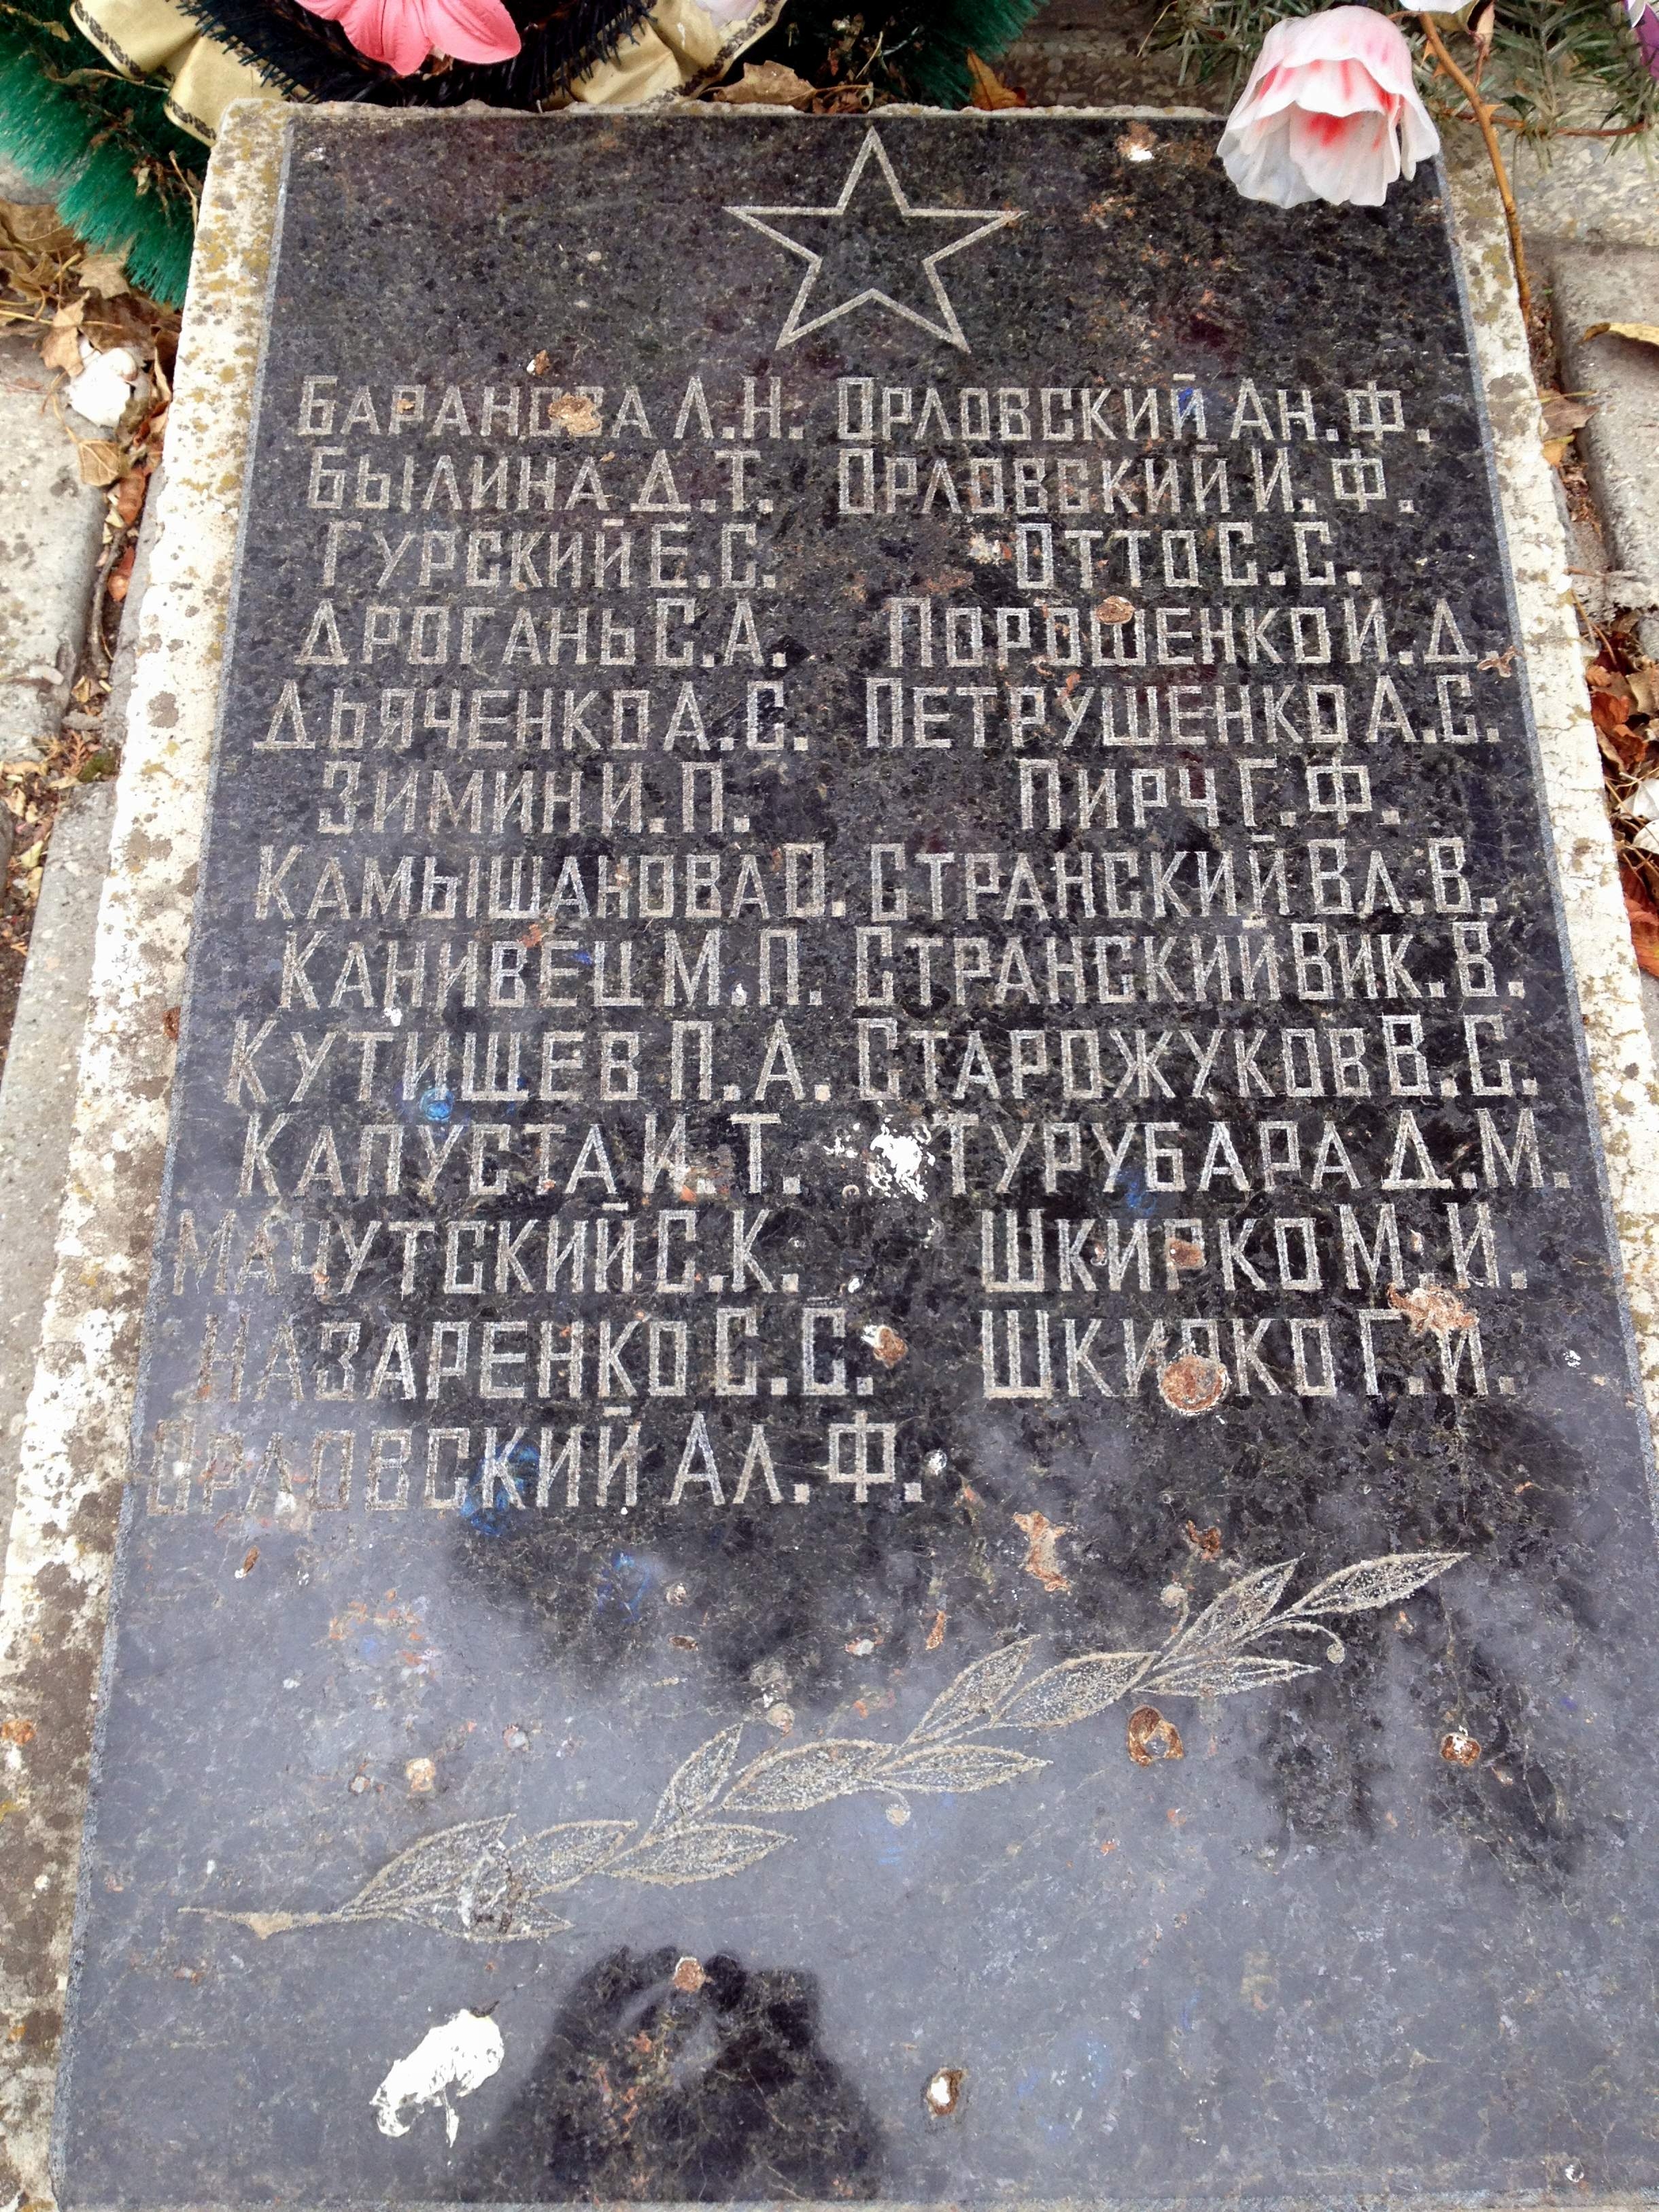 БАРАНОВА Л.Н. ОРЛОВСКИЙ АН.Ф.
БЫЛИНА Д.Т. ОРЛОВСКИЙ И.Ф.
ГУРСКИЙ Е.С. ОТТО С.С.
ДРОГАНЬ С.А. ПОРОШЕНКО И.Д.
ДЬЯЧЕНКО А.С. ПЕТРУШЕНКО А.С.
ЗИМИН И.П. ПИРЧ Г.Ф.
КАМЫШАНОВА О. СТРАНСКИЙ ВЛ.В.
КАНИВЕЦ М.П. СТРАНСКИЙ ВИК.В.
КУТИЩЕВ П.А. СТАРОЖУКОВ В.С.
КАПУСТА И.Т. ТУРУБАРА Д.М.
МАЧУТСКИЙ С.К. ШКИРКО М.И.
НАЗАРЕНКО С.С. ШКИРКО Г.И.
ОРЛОВСКИЙ АЛ.Ф.